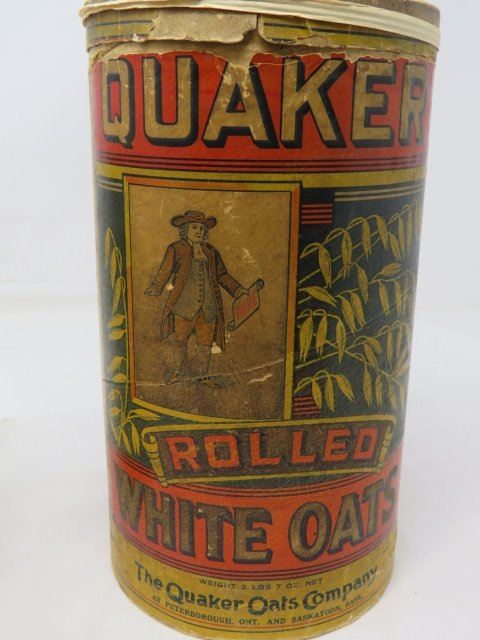 QUAKER
PURE
ROLLED
WHITE OATS
WEIGHT 3 LBS 7 OZ. NET
The Quaker Oats Company
AT PETERBOROUGH, ONT. AND SASKATOON, SASK.